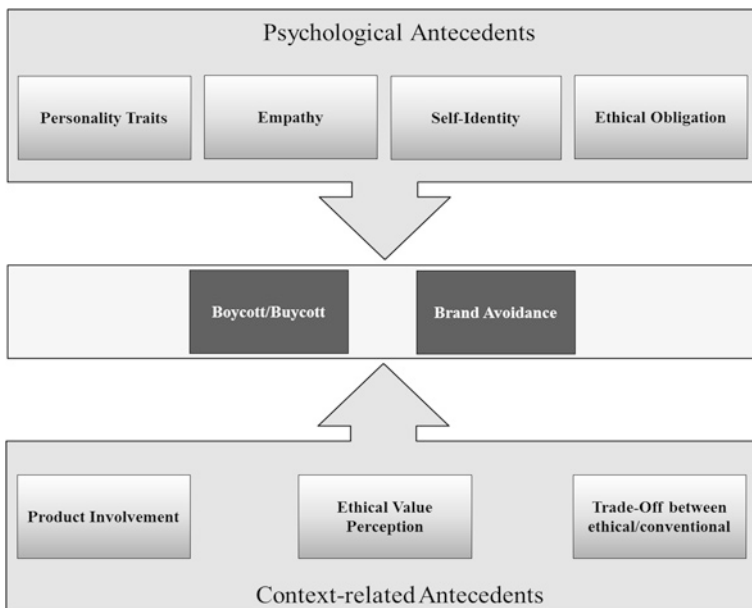 Psychological Antecedents
Personality Traits
Empathy
Self-Identity
Ethical Obligation
Boycott/Buycott
Brand Avoidance
Product Involvement
Ethical Value
Perception
Trade-Off between
ethical/conventional
Context-related Antecedents